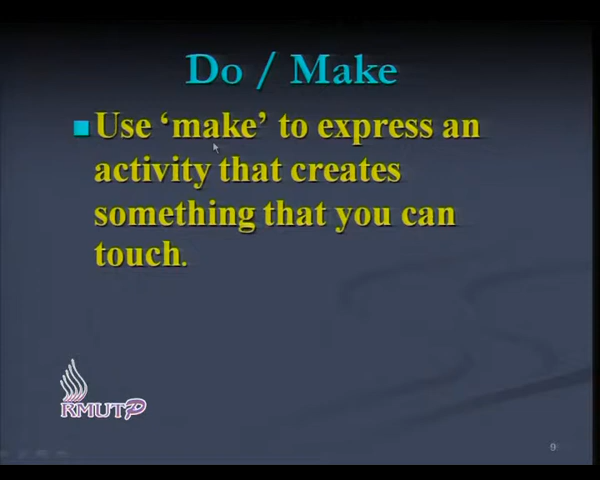 Do / Make
Use ‘make’ to express an
activity that creates
something that you can
touch.
RMUTP
9